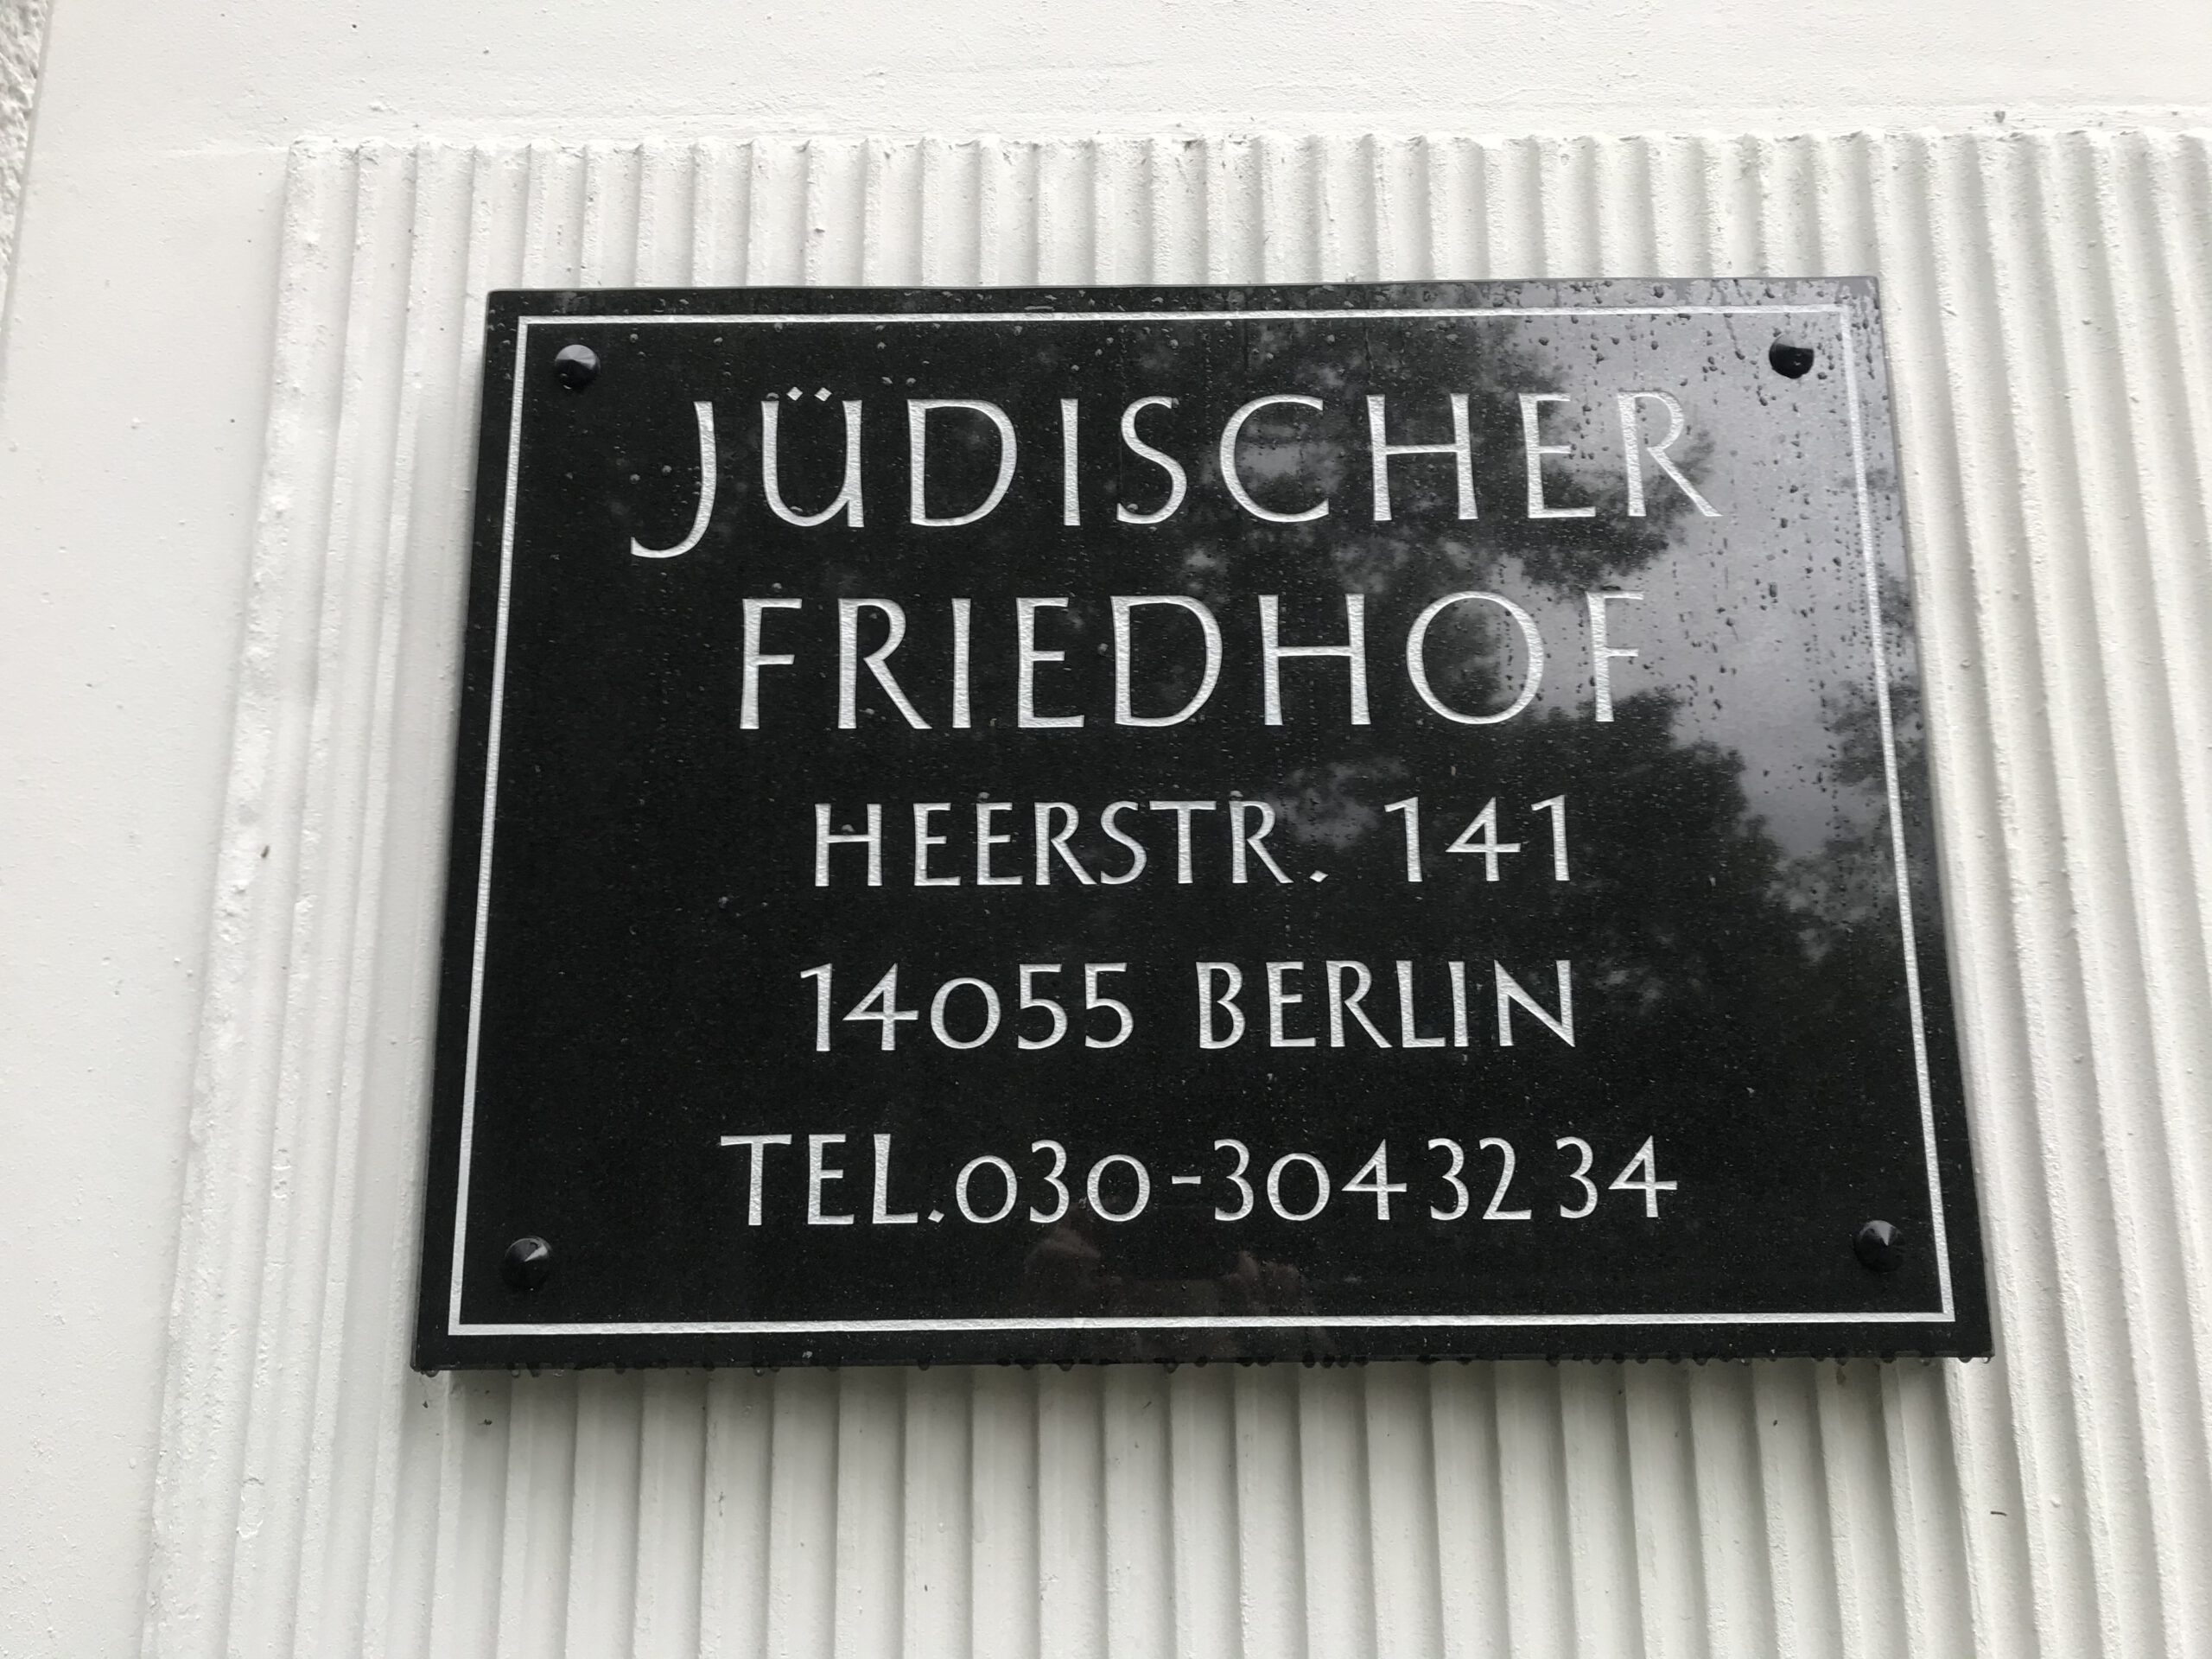 JÜDISCHER
FRIEDHOF
HEERSTR. 141
14055 BERLIN
TEL.030-3043234